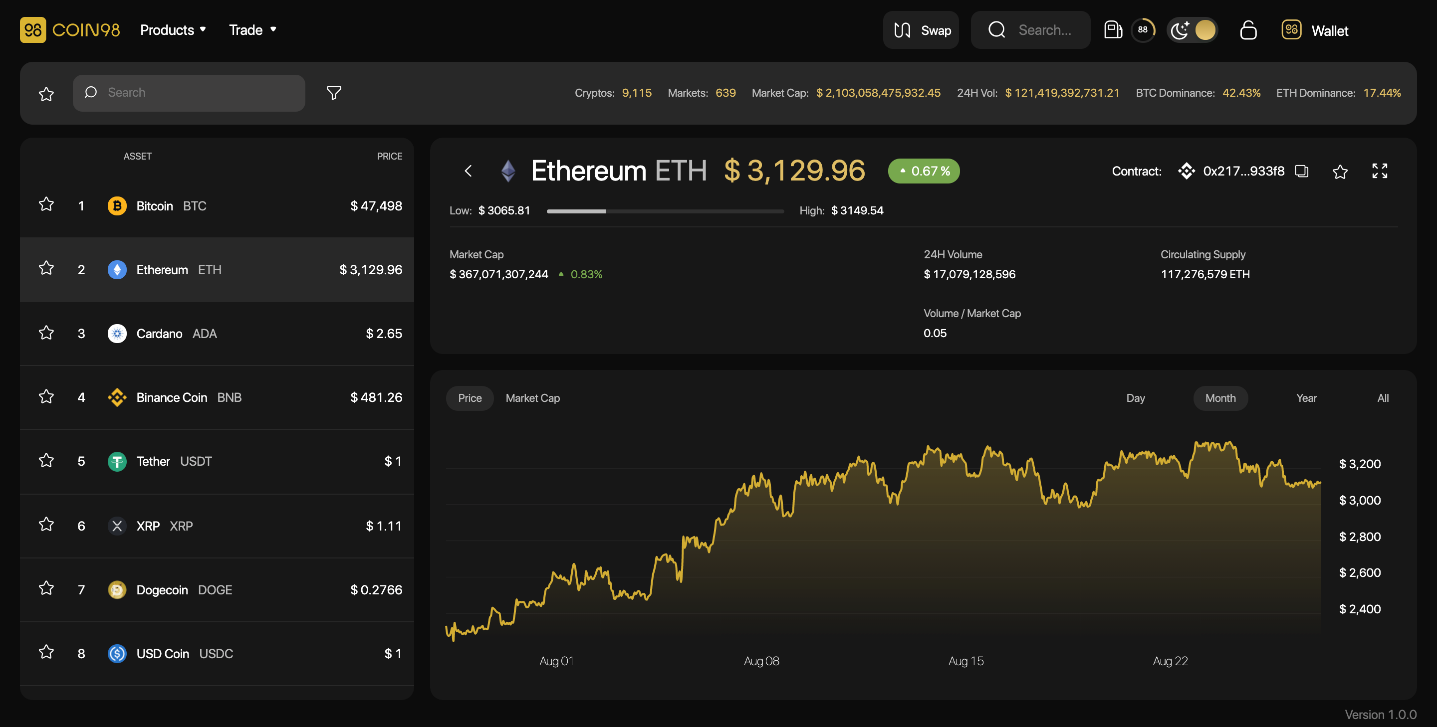 98 COIN98 Products Trade Swap Search... 88 98 Wallet
Search Cryptos: 9,115 Markets: 639 Market Cap: $ 2,103,058,475,932.45 24H Vol: $ 121,419,392,731.21 BTC Dominance: 42.43% ETH Dominance: 17.44%
ASSET PRICE
1 Bitcoin BTC $ 47,498
2 Ethereum ETH $ 3,129.96
3 Cardano ADA $ 2.65
4 Binance Coin BNB $ 481.26
5 Tether USDT $ 1
6 XRP XRP $ 1.11
7 Dogecoin DOGE $ 0.2766
8 USD Coin USDC $ 1
Ethereum ETH $ 3,129.96 0.67 % Contract: 0x217...933f8
Low: $ 3065.81 High: $ 3149.54
Market Cap 24H Volume Circulating Supply
$ 367,071,307,244 0.83% $ 17,079,128,596 117,276,579 ETH
Volume / Market Cap
0.05
Price Market Cap Day Month Year All
$ 3,200
$ 3,000
$ 2,800
$ 2,600
$ 2,400
Aug 01 Aug 08 Aug 15 Aug 22
Version 1.0.0